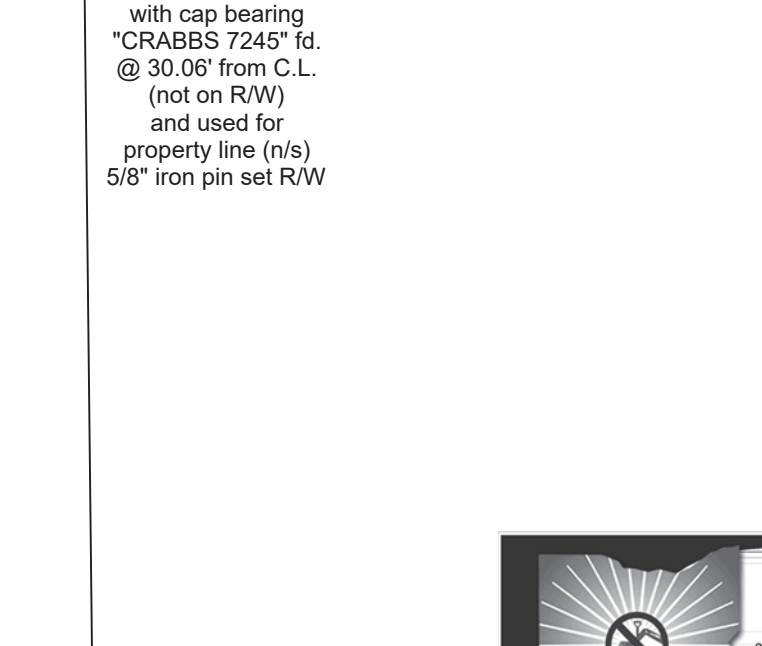 with cap bearing
"CRABBS 7245" fd.
@ 30.06' from C.L.
(not on R/W)
and used for
property line (n/s)
5/8" iron pin set R/W